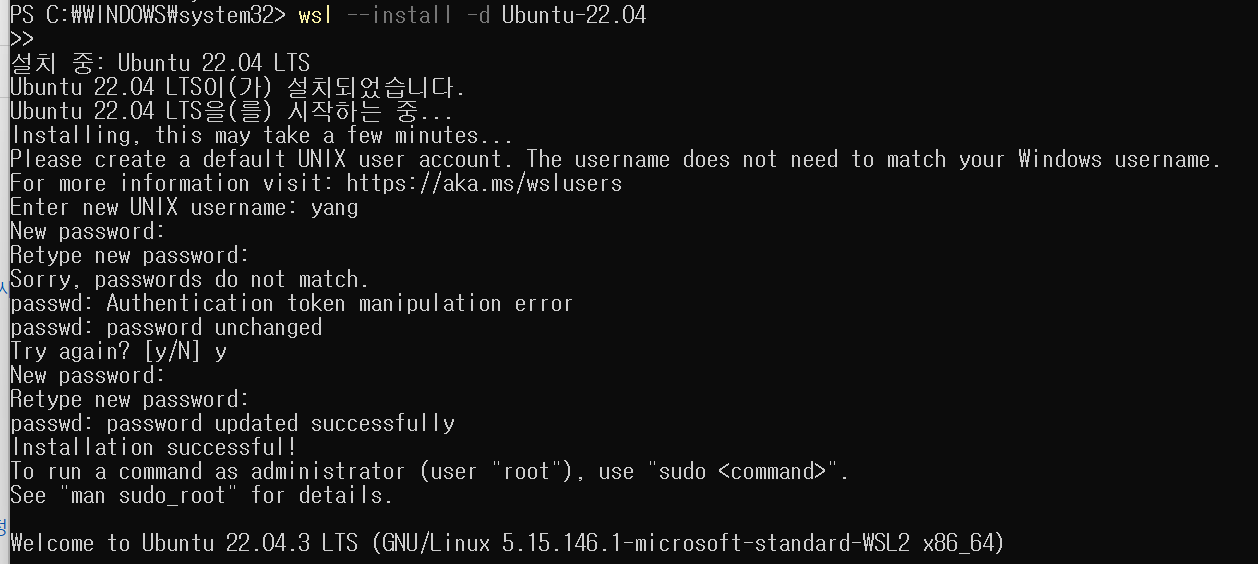 PS C:₩WINDOWS₩system32> wsl --install -d Ubuntu-22.04
>>
설치 중: Ubuntu 22.04 LTS
Ubuntu 22.04 LTS이(가) 설치되었습니다.
Ubuntu 22.04 LTS을(를) 시작하는 중...
Installing, this may take a few minutes...
Please create a default UNIX user account. The username does not need to match your Windows username.
For more information visit: https://aka.ms/wslusers
Enter new UNIX username: yang
New password:
Retype new password:
Sorry, passwords do not match.
passwd: Authentication token manipulation error
passwd: password unchanged
Try again? [y/N] y
New password:
Retype new password:
passwd: password updated successfully
Installation successful!
To run a command as administrator (user "root"), use "sudo <command>".
See "man sudo_root" for details.
Welcome to Ubuntu 22.04.3 LTS (GNU/Linux 5.15.146.1-microsoft-standard-WSL2 x86_64)